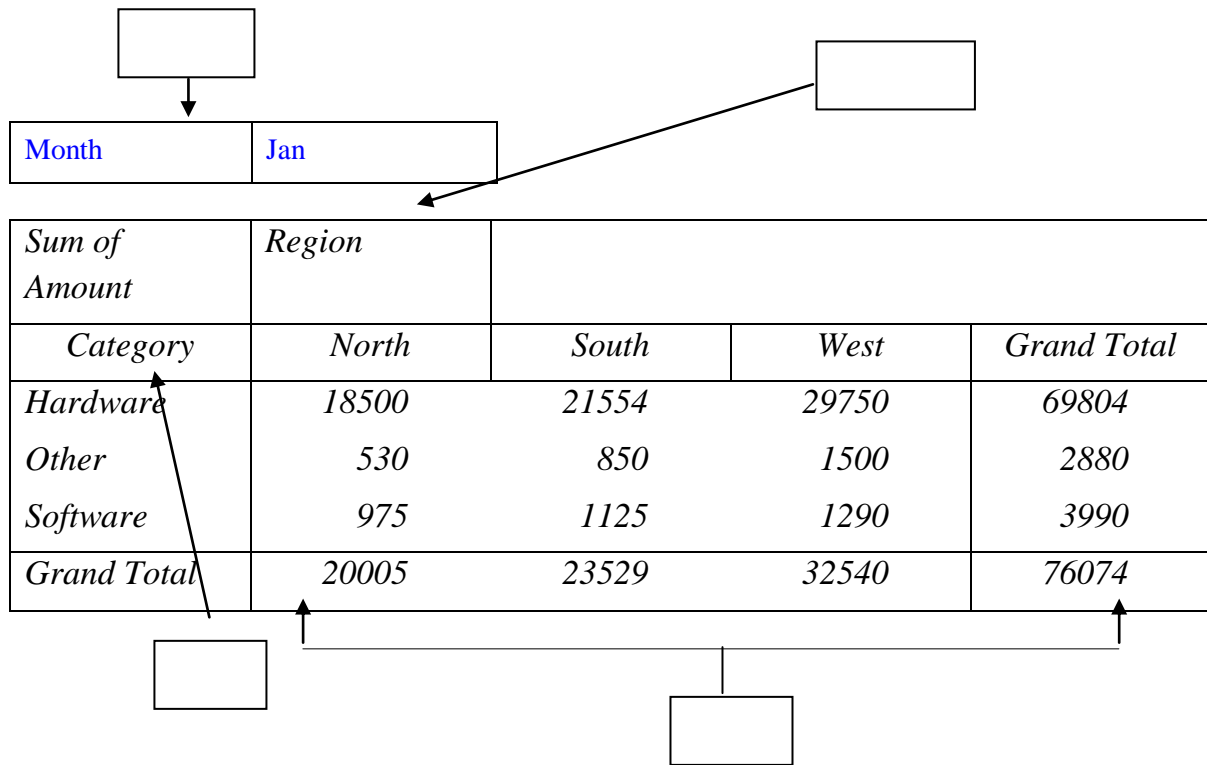 Month Jan
Sum of Region
Amount
Category North South West Grand Total
Hardware 18500 21554 29750 69804
Other 530 850 1500 2880
Software 975 1125 1290 3990
Grand Total 20005 23529 32540 76074